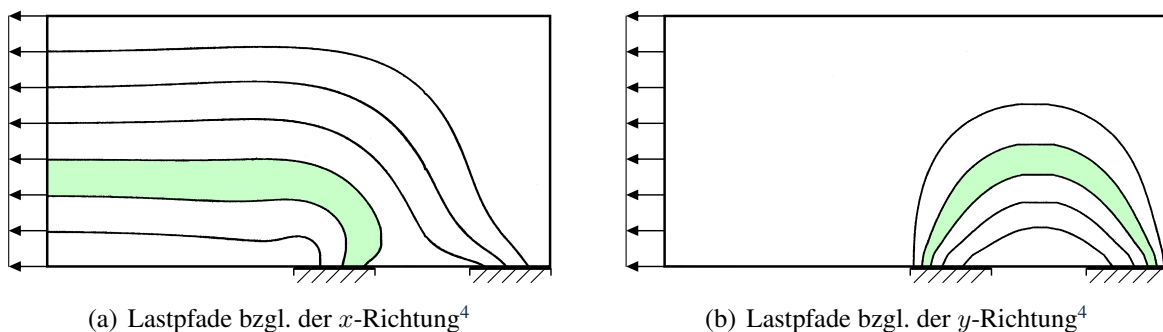 (a) Lastpfade bzgl. der x-Richtung4
(b) Lastpfade bzgl. der y-Richtung4